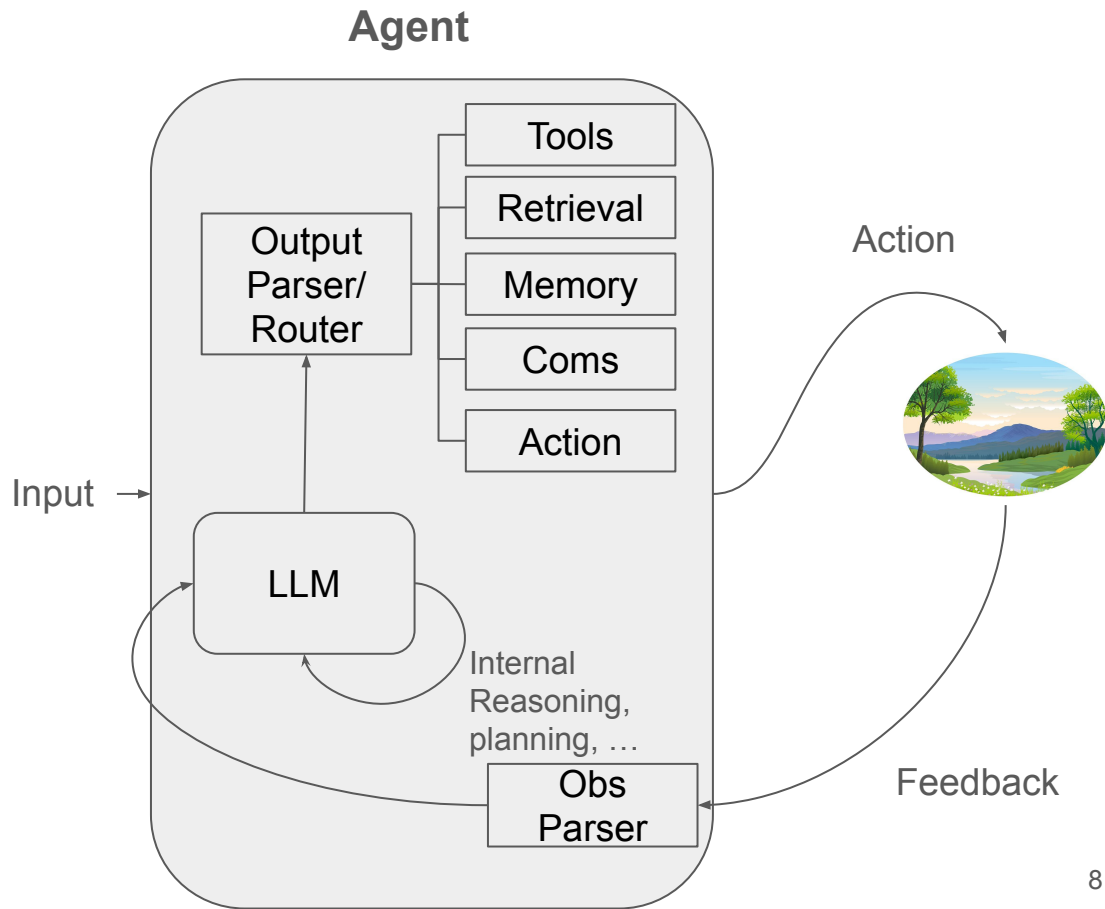 Agent
Tools
Retrieval
Memory
Coms
Action
Output
Parser/
Router
Action
Input
LLM
Internal
Reasoning,
planning, …
Obs
Parser
Feedback
8